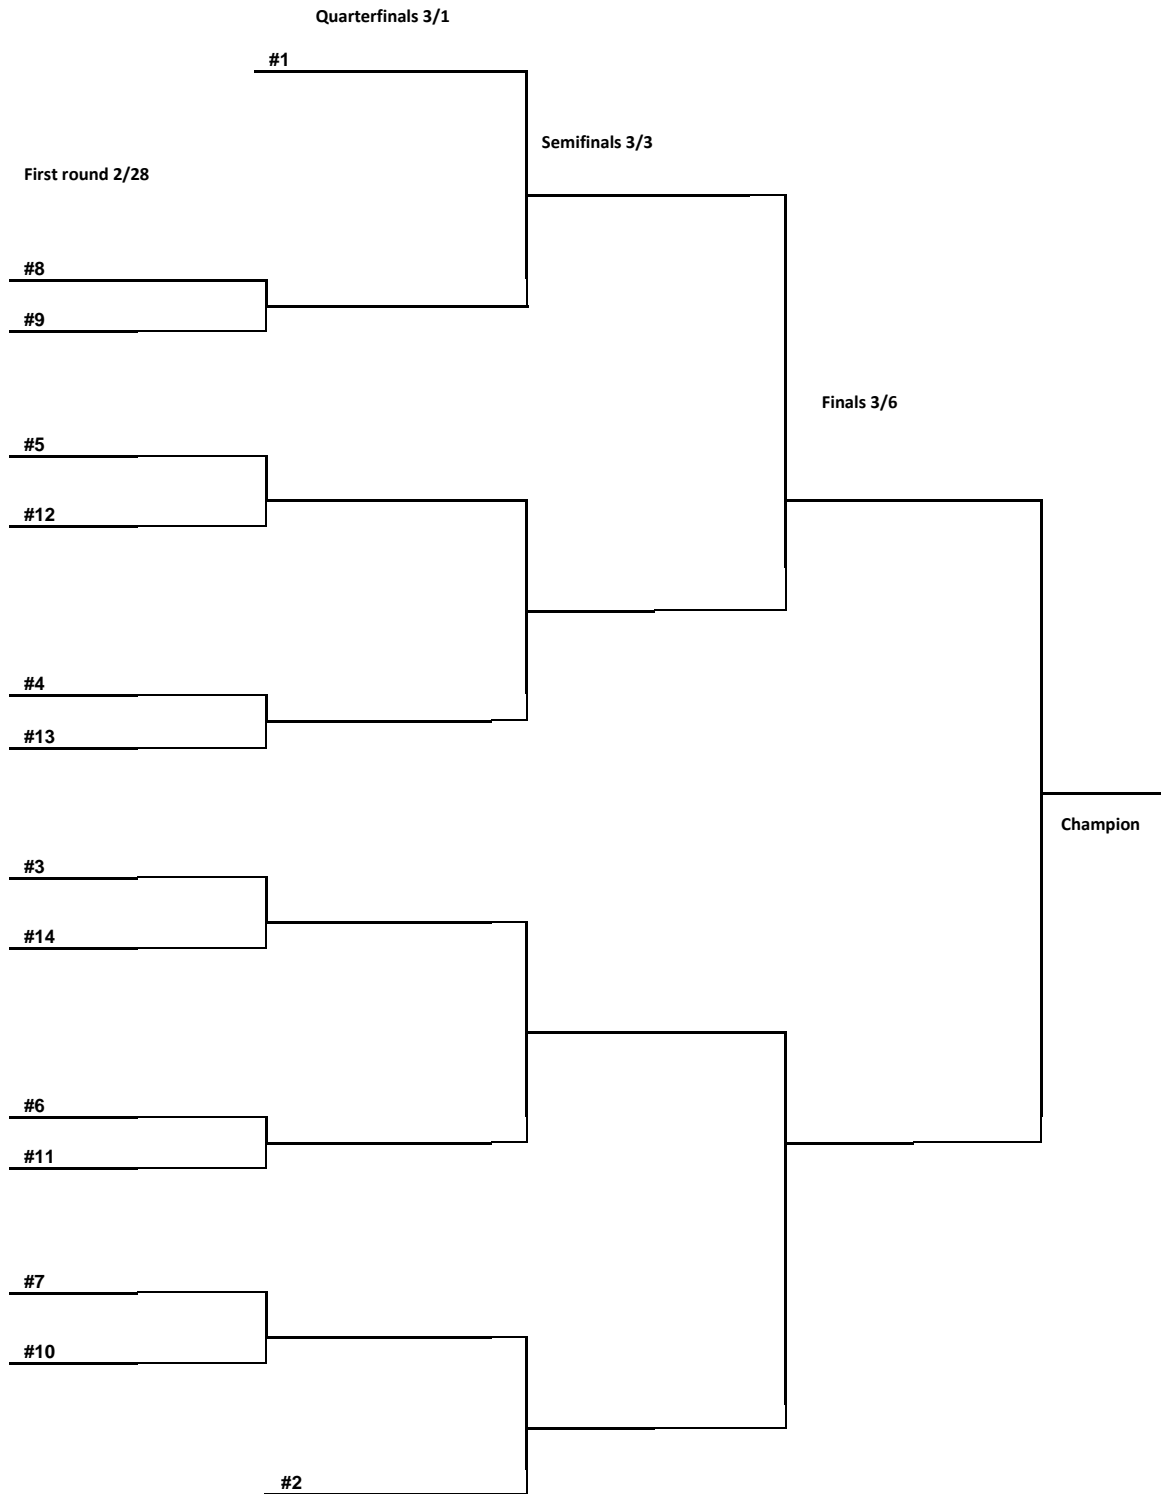 Quarterfinals 3/1
#1
Semifinals 3/3
First round 2/28
#8
#9
Finals 3/6
#5
#12
#4
#13
Champion
#3
#14
#6
#11
#7
#10
#2